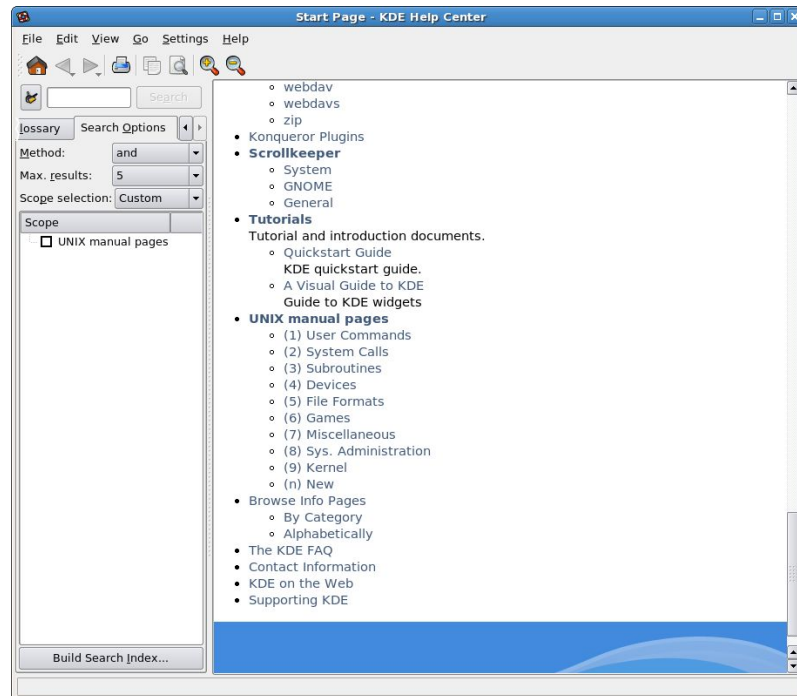 Start Page - KDE Help Center
File Edit View Go Settings Help
Search
lossary Search Options
Method: and
Max. results: 5
Scope selection: Custom
Scope
UNIX manual pages
Build Search Index...
webdav
webdavs
zip
Konqueror Plugins
Scrollkeeper
System
GNOME
General
Tutorials
Tutorial and introduction documents.
Quickstart Guide
KDE quickstart guide.
A Visual Guide to KDE
Guide to KDE widgets
UNIX manual pages
(1) User Commands
(2) System Calls
(3) Subroutines
(4) Devices
(5) File Formats
(6) Games
(7) Miscellaneous
(8) Sys. Administration
(9) Kernel
(n) New
Browse Info Pages
By Category
Alphabetically
The KDE FAQ
Contact Information
KDE on the Web
Supporting KDE